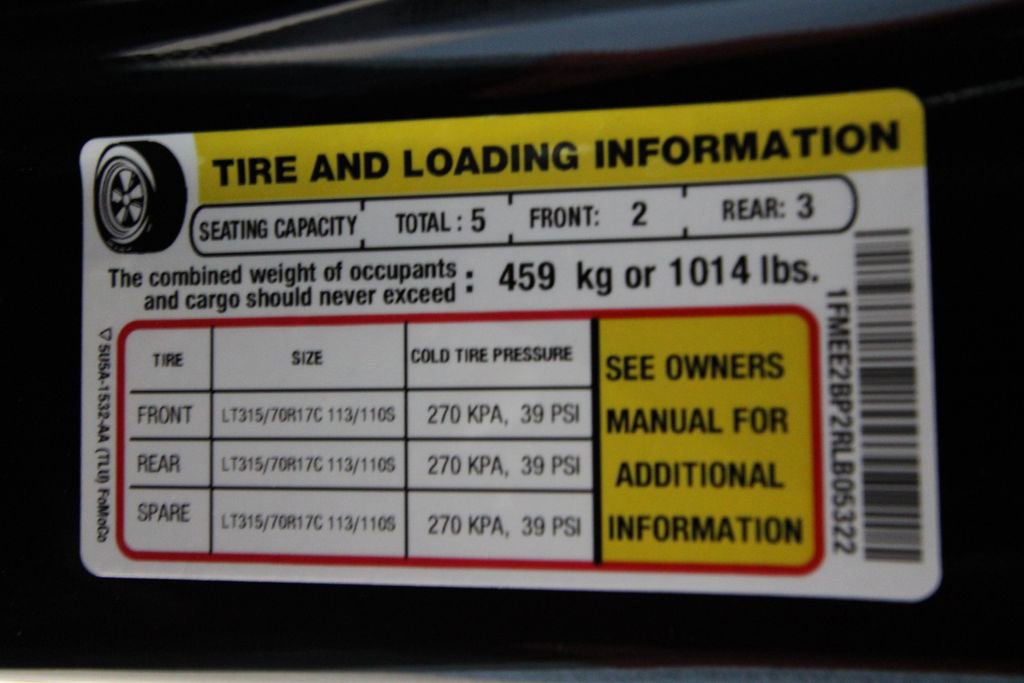 TIRE AND LOADING INFORMATION
SEATING CAPACITY TOTAL : 5 FRONT: 2 REAR: 3
The combined weight of occupants
and cargo should never exceed : 459 kg or 1014 lbs.
TIRE SIZE COLD TIRE PRESSURE
FRONT LT315/70R17C 113/110S 270 KPA, 39 PSI
REAR LT315/70R17C 113/110S 270 KPA, 39 PSI
SPARE LT315/70R17C 113/110S 270 KPA, 39 PSI
SEE OWNERS
MANUAL FOR
ADDITIONAL
INFORMATION
1FMEE2BP2RLB05322
5U5A-1532-AA (TLU) FoMoCo